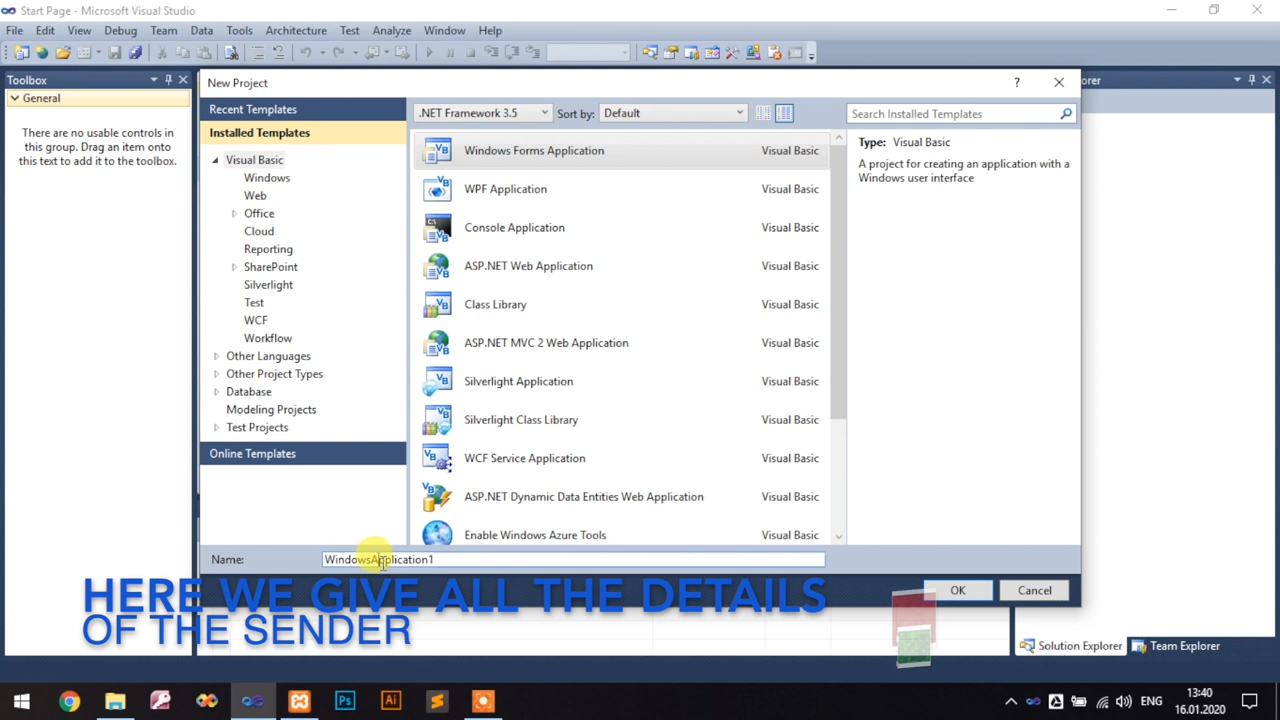 Start Page - Microsoft Visual Studio
File Edit View Debug Team Data Tools Architecture Test Analyze Window Help
Toolbox
General
There are no usable controls in
this group. Drag an item onto
this text to add it to the toolbox.
New Project
?
Recent Templates
Installed Templates
Visual Basic
Windows
Web
Office
Cloud
Reporting
SharePoint
Silverlight
Test
WCF
Workflow
Other Languages
Other Project Types
Database
Modeling Projects
Test Projects
Online Templates
.NET Framework 3.5 Sort by: Default
Search Installed Templates
Windows Forms Application Visual Basic
WPF Application Visual Basic
Console Application Visual Basic
ASP.NET Web Application Visual Basic
Class Library Visual Basic
ASP.NET MVC 2 Web Application Visual Basic
Silverlight Application Visual Basic
Silverlight Class Library Visual Basic
WCF Service Application Visual Basic
ASP.NET Dynamic Data Entities Web Application Visual Basic
Enable Windows Azure Tools Visual Basic
Type: Visual Basic
A project for creating an application with a
Windows user interface
Name: WindowsApplication1
OK Cancel
HERE WE GIVE ALL THE DETAILS
OF THE SENDER
Solution Explorer Team Explorer
Ps Ai
ENG
13:40
16.01.2020